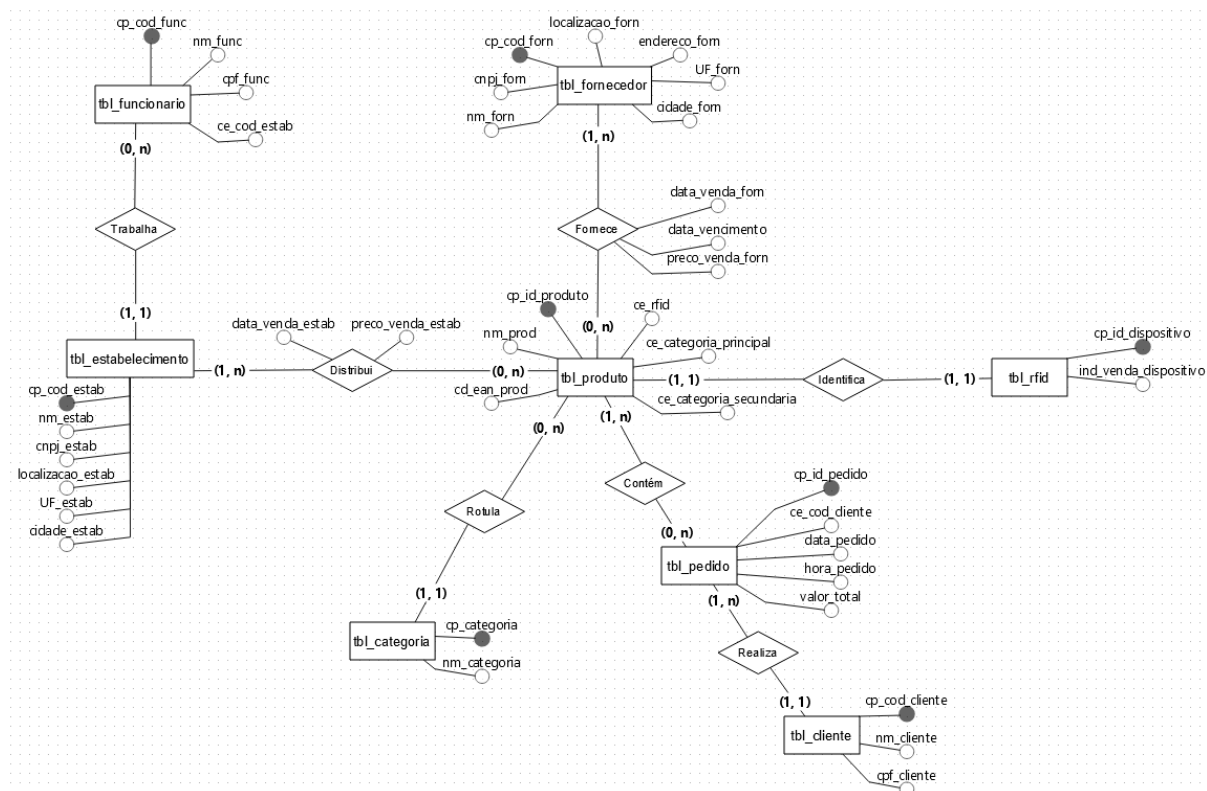 cp_cod_func
nm_func
cpf_func
tbl_funcionario
ce_cod_estab
(0, n)
Trabalha
(1, 1)
localizacao_forn
cp_cod_forn
endereco_forn
cnpj_forn
tbl_fornecedor
UF_forn
nm_forn
cidade_forn
(1, n)
data_venda_forn
Fornece
data_vencimento
preco_venda_forn
(0, n)
tbl_estabelecimento
cp_cod_estab
nm_estab
cnpj_estab
localizacao_estab
UF_estab
cidade_estab
(1, n)
data_venda_estab
preco_venda_estab
Distribui
(0, n)
cp_id_produto
ce_rfid
nm_prod
ce_categoria_principal
tbl_produto
cd_ean_prod
ce_categoria_secundaria
(1, 1)
Identifica
(1, 1)
cp_id_dispositivo
tbl_rfid
ind_venda_dispositivo
(0, n)
Rotula
(1, 1)
tbl_categoria
cp_categoria
nm_categoria
(1, n)
Contém
(0, n)
cp_id_pedido
ce_cod_cliente
data_pedido
tbl_pedido
hora_pedido
valor_total
(1, n)
Realiza
(1, 1)
cp_cod_cliente
tbl_cliente
nm_cliente
cpf_cliente